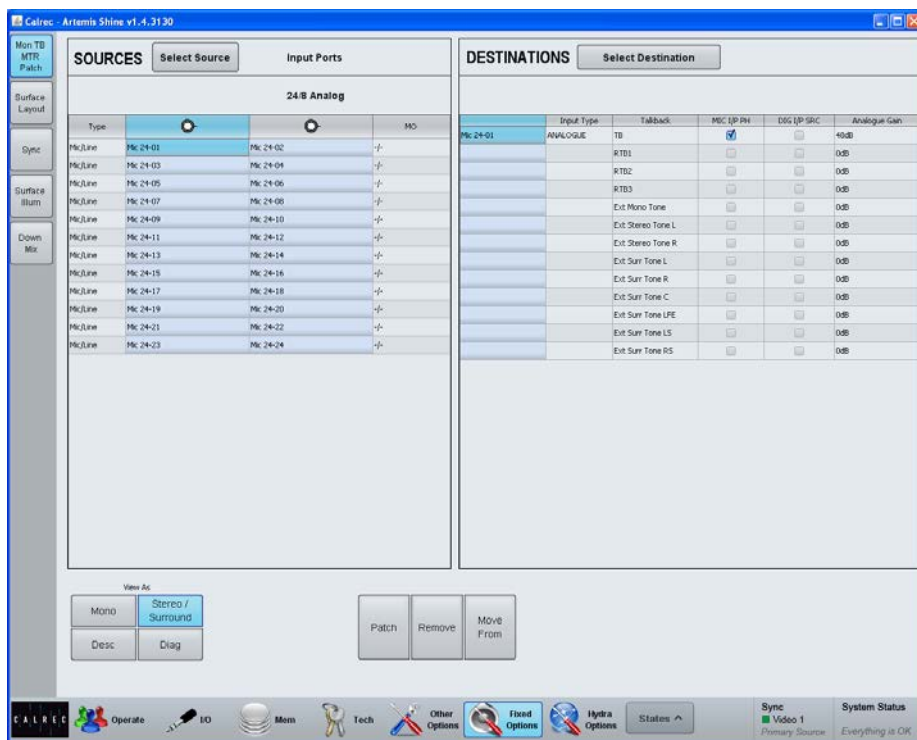 Calrec - Artemis Shine v1.4.3130
Mon TB
MTR
Patch
Surface
Layout
Sync
Surface
Illum
Down
Mix
SOURCES Select Source Input Ports
24/8 Analog
Type MO
Mic/Line Mic 24-01 Mic 24-02 -/-
Mic/Line Mic 24-03 Mic 24-04 -/-
Mic/Line Mic 24-05 Mic 24-06 -/-
Mic/Line Mic 24-07 Mic 24-08 -/-
Mic/Line Mic 24-09 Mic 24-10 -/-
Mic/Line Mic 24-11 Mic 24-12 -/-
Mic/Line Mic 24-13 Mic 24-14 -/-
Mic/Line Mic 24-15 Mic 24-16 -/-
Mic/Line Mic 24-17 Mic 24-18 -/-
Mic/Line Mic 24-19 Mic 24-20 -/-
Mic/Line Mic 24-21 Mic 24-22 -/-
Mic/Line Mic 24-23 Mic 24-24 -/-
DESTINATIONS Select Destination
Input Type Talkback MIC I/P PH DIG I/P SRC Analogue Gain
Mic 24-01 ANALOGUE TB 40dB
RTB1 0dB
RTB2 0dB
RTB3 0dB
Ext Mono Tone 0dB
Ext Stereo Tone L 0dB
Ext Stereo Tone R 0dB
Ext Surr Tone L 0dB
Ext Surr Tone R 0dB
Ext Surr Tone C 0dB
Ext Surr Tone LFE 0dB
Ext Surr Tone LS 0dB
Ext Surr Tone RS 0dB
View As
Mono Stereo /
Surround
Desc Diag
Patch Remove Move
From
CALREC Operate I/O Mem Tech Other
Options Fixed
Options Hydra
Options States
Sync
Video 1
Primary Source
System Status
Everything is OK